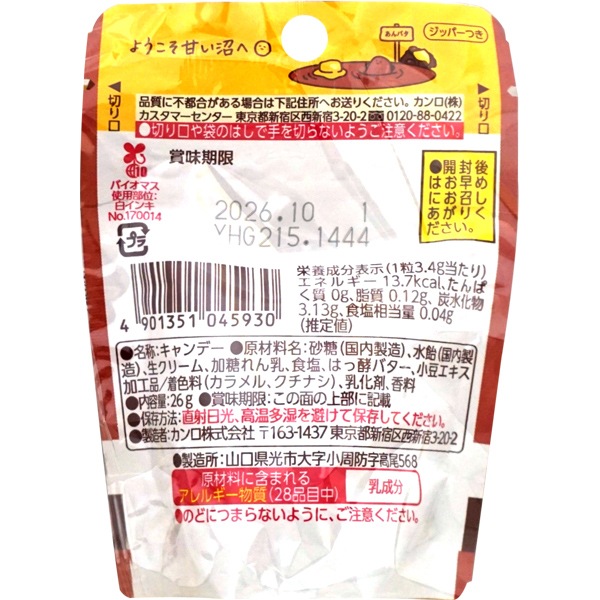 ようこそ甘い沼へ
あんバタ
ジッパーつき
切り口
切り口
品質に不都合がある場合は下記住所へお送りください。カンロ(株)
カスタマーセンター 東京都新宿区西新宿3-20-2 0120-88-0422
●切り口や袋のはしで手を切らないようご注意ください。
バイオマス
使用部位:
白インキ
No.170014
プラ
賞味期限
2026.10 1
YHG215.1444
開封後は
お早めに
お召しあ
がりください。
栄養成分表示(1粒3.4g当たり)
エネルギー 13.7kcal、たんぱ
く質 0g、脂質 0.12g、炭水化物
3.13g、食塩相当量 0.04g
(推定値)
4 901351 045930
●名称:キャンデー ●原材料名:砂糖(国内製造)、水飴(国内製
造)、生クリーム、加糖れん乳、食塩、はっ酵バター、小豆エキス
加工品/着色料(カラメル、クチナシ)、乳化剤、香料
●内容量:26g ●賞味期限:この面の上部に記載
●保存方法:直射日光、高温多湿を避けて保存してください。
●製造者:カンロ株式会社 〒163-1437 東京都新宿区西新宿3-20-2
●製造所:山口県光市大字小周防字高尾568
原材料に含まれる
アレルギー物質(28品目中)
乳成分
●のどにつまらないように、ご注意ください。